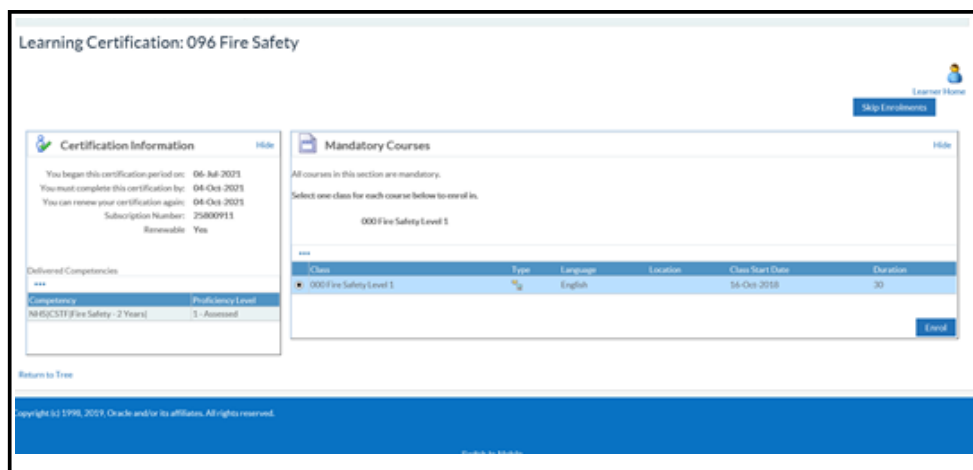 Learning Certification: 096 Fire Safety
Learner Home
Skip Enrolments
Certification Information Hide
You began this certification period on: 06-Jul-2021
You must complete this certification by: 04-Oct-2021
You can renew your certification again: 04-Oct-2021
Subscription Number: 25800911
Renewable Yes
Delivered Competencies
Competency Proficiency Level
NHS|CSTF|Fire Safety - 2 Years| 1 - Assessed
Mandatory Courses Hide
All courses in this section are mandatory.
Select one class for each course below to enrol in.
000 Fire Safety Level 1
Class Type Language Location Class Start Date Duration
000 Fire Safety Level 1 English 16-Oct-2018 30
Enrol
Return to Tree
Copyright (c) 1998, 2019, Oracle and/or its affiliates. All rights reserved.